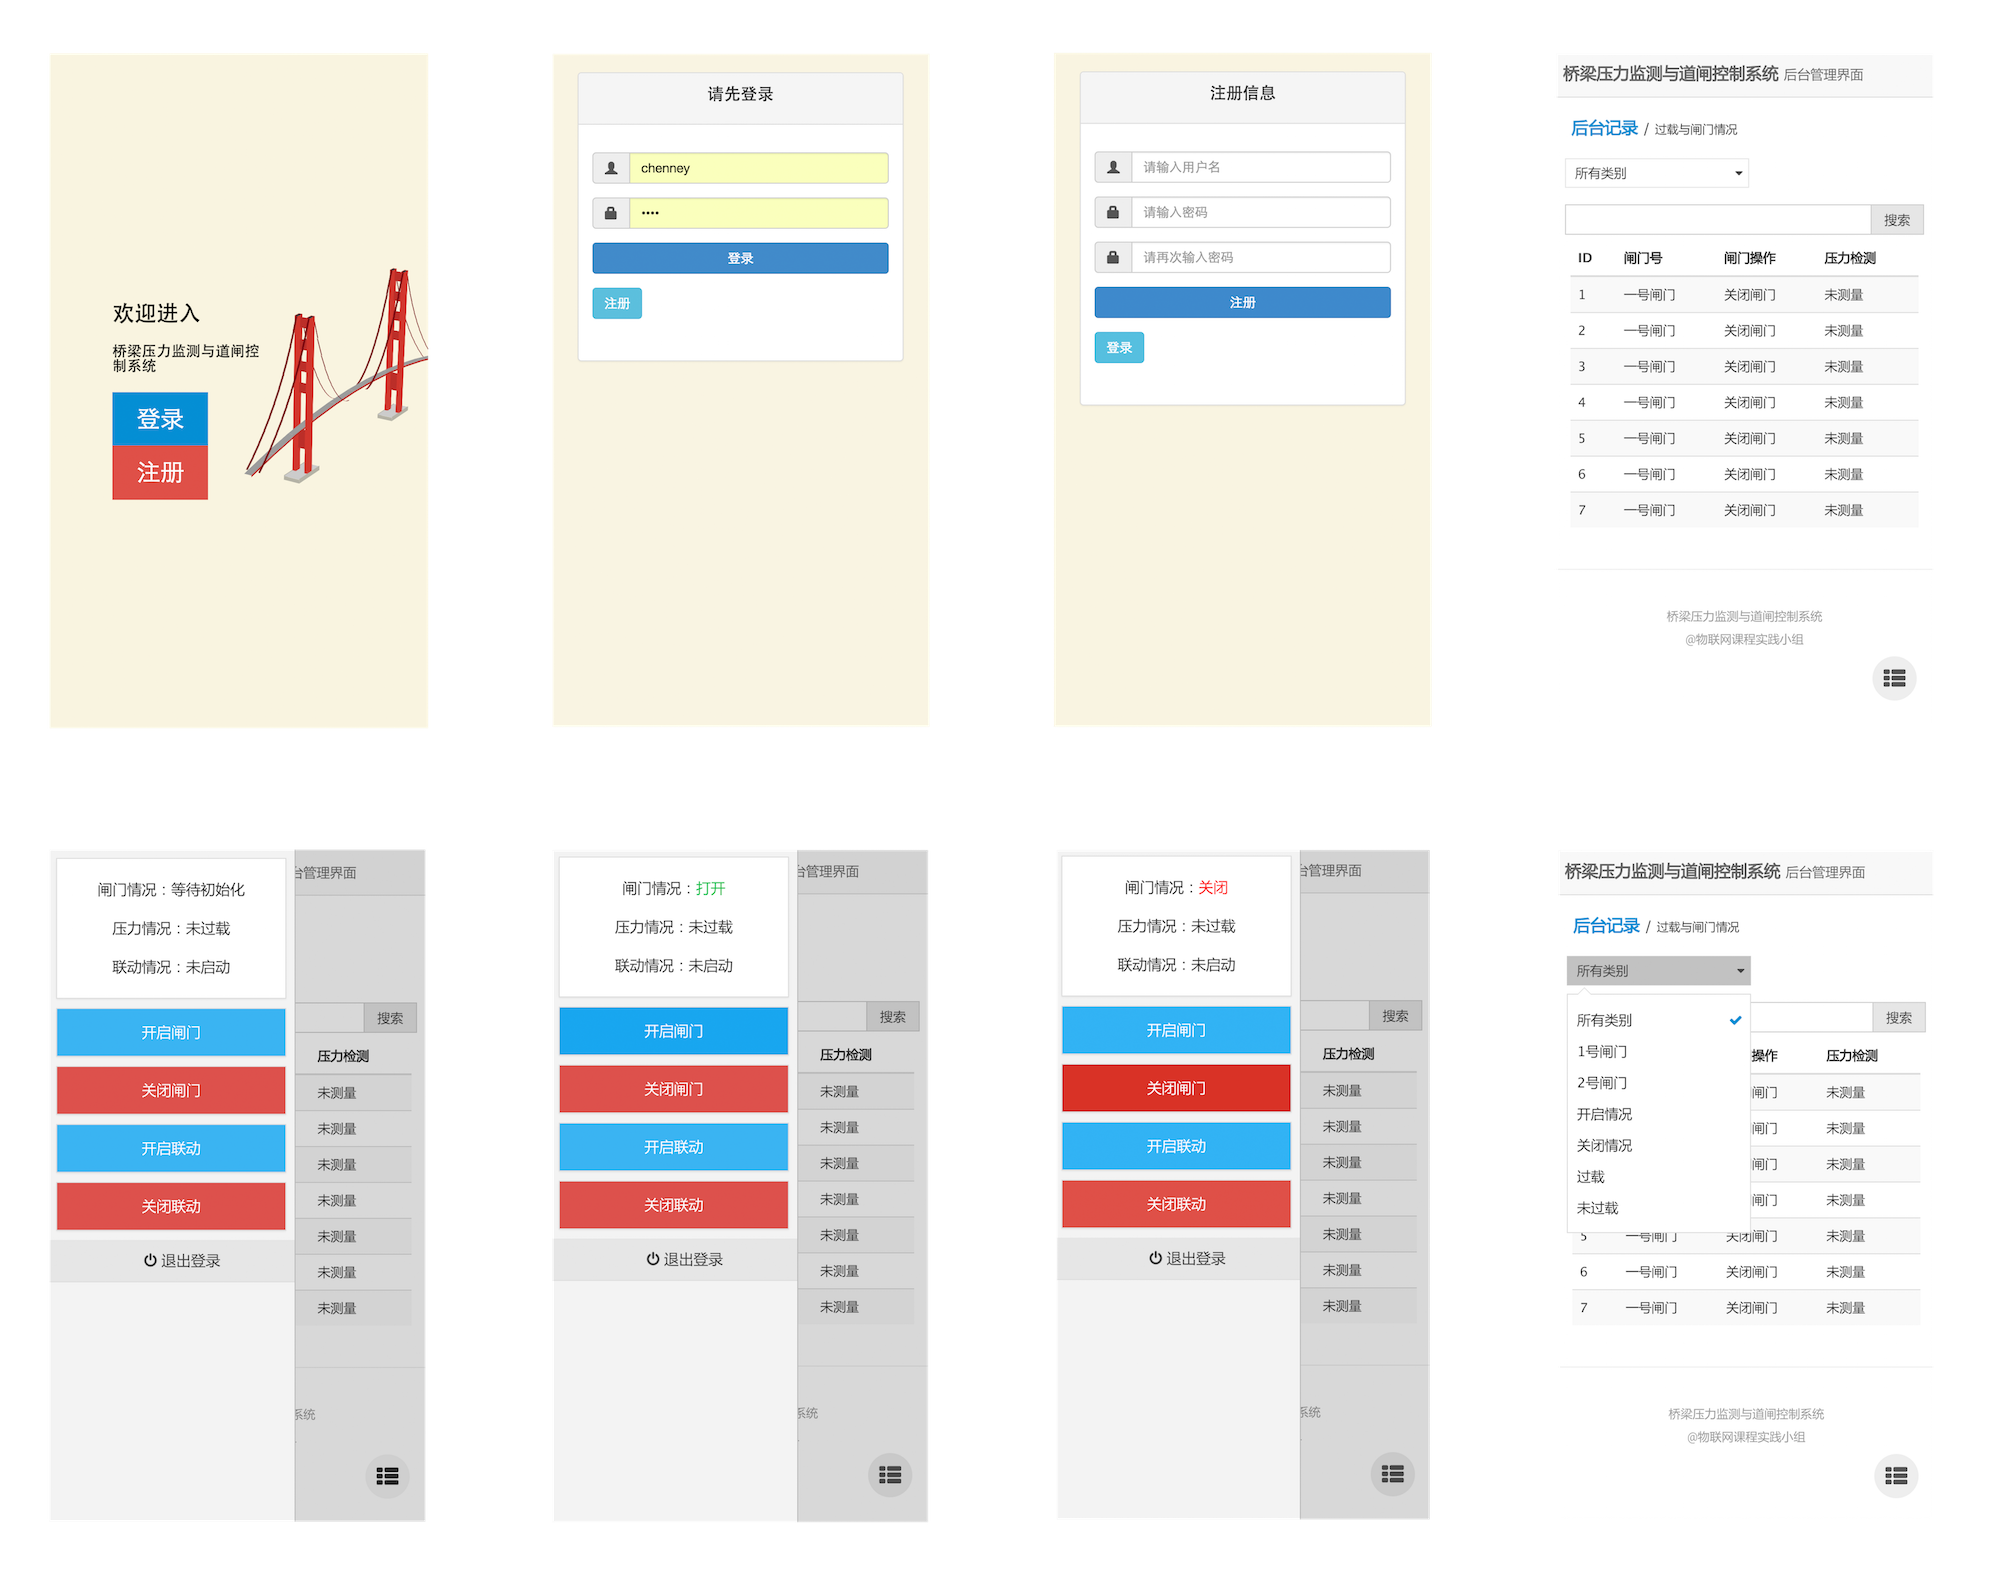 欢迎进入
桥梁压力监测与道闸控
制系统
登录
注册
请先登录
chenney
••••
登录
注册
注册信息
请输入用户名
请输入密码
请再次输入密码
注册
登录
桥梁压力监测与道闸控制系统 后台管理界面
后台记录 / 过载与闸门情况
所有类别
搜索
ID 闸门号 闸门操作 压力检测
1 一号闸门 关闭闸门 未测量
2 一号闸门 关闭闸门 未测量
3 一号闸门 关闭闸门 未测量
4 一号闸门 关闭闸门 未测量
5 一号闸门 关闭闸门 未测量
6 一号闸门 关闭闸门 未测量
7 一号闸门 关闭闸门 未测量
桥梁压力监测与道闸控制系统
@物联网课程实践小组
闸门情况：等待初始化
压力情况：未过载
联动情况：未启动
开启闸门
关闭闸门
开启联动
关闭联动
退出登录
台管理界面
搜索
压力检测
未测量
未测量
未测量
未测量
未测量
未测量
未测量
系统
闸门情况：打开
压力情况：未过载
联动情况：未启动
开启闸门
关闭闸门
开启联动
关闭联动
退出登录
台管理界面
搜索
压力检测
未测量
未测量
未测量
未测量
未测量
未测量
未测量
系统
闸门情况：关闭
压力情况：未过载
联动情况：未启动
开启闸门
关闭闸门
开启联动
关闭联动
退出登录
台管理界面
搜索
压力检测
未测量
未测量
未测量
未测量
未测量
未测量
未测量
系统
桥梁压力监测与道闸控制系统 后台管理界面
后台记录 / 过载与闸门情况
所有类别
搜索
所有类别
1号闸门
2号闸门
开启情况
关闭情况
过载
未过载
操作 压力检测
闸门 未测量
闸门 未测量
闸门 未测量
闸门 未测量
5 一号闸门 关闭闸门 未测量
6 一号闸门 关闭闸门 未测量
7 一号闸门 关闭闸门 未测量
桥梁压力监测与道闸控制系统
@物联网课程实践小组